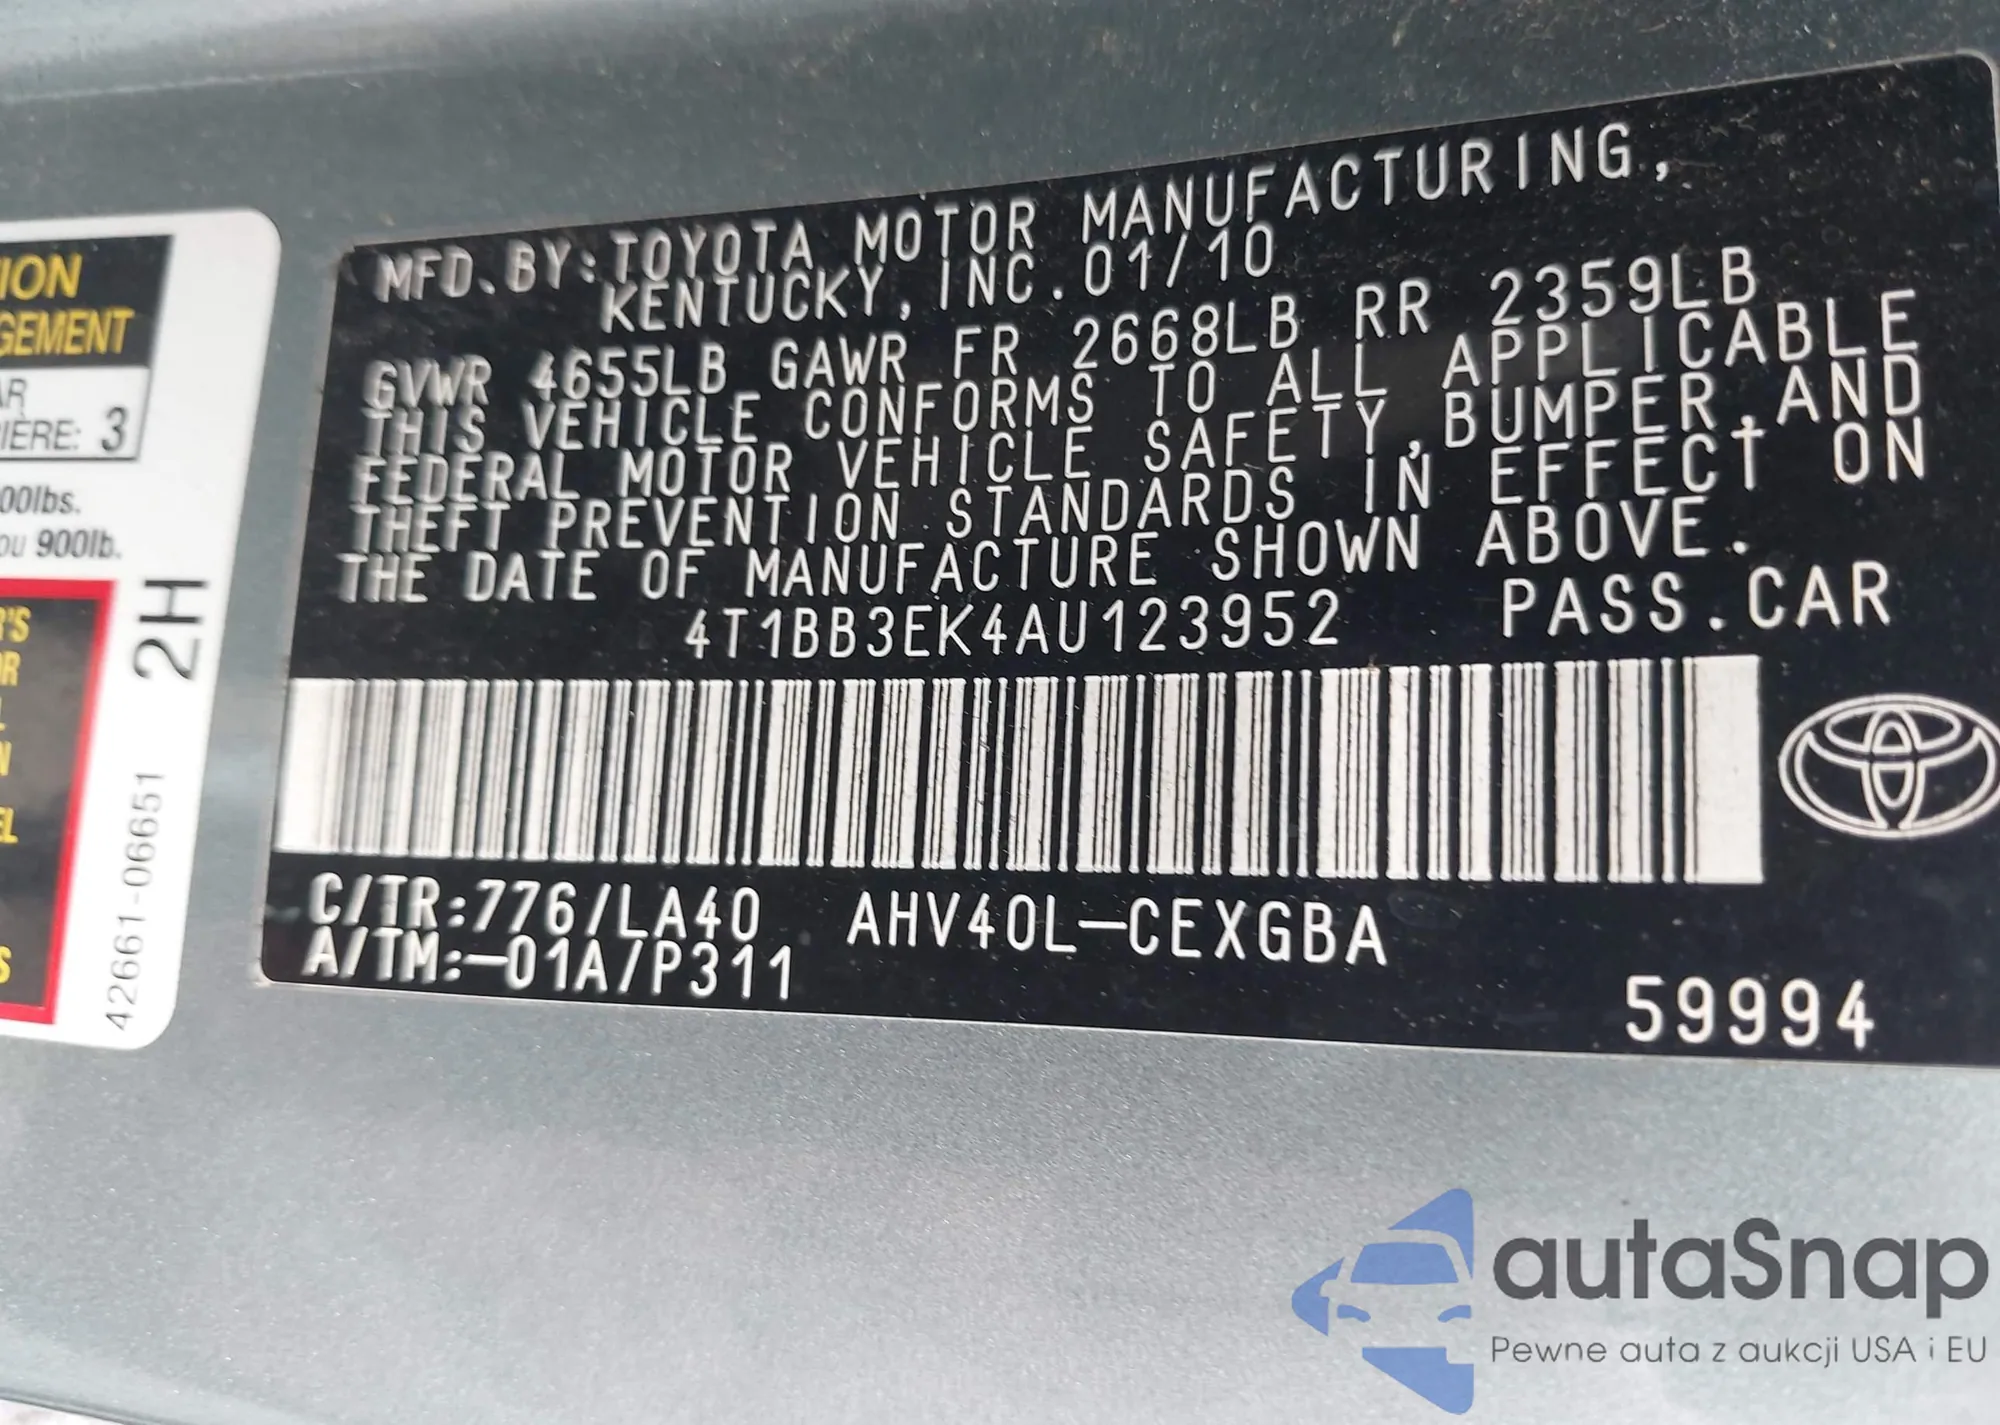 MFD. BY: TOYOTA MOTOR MANUFACTURING,
KENTUCKY, INC. 01/10
GVWR 4655LB GAWR FR 2668LB RR 2359LB
THIS VEHICLE CONFORMS TO ALL APPLICABLE
FEDERAL MOTOR VEHICLE SAFETY, BUMPER, AND
THEFT PREVENTION STANDARDS IN EFFECT ON
THE DATE OF MANUFACTURE SHOWN ABOVE.
4T1BB3EK4AU123952 PASS. CAR
C/TR:776/LA40 AHV40L-CEXGBA
A/TM:-01A/P311
59994
ION
GEMENT
AR
IÈRE: 3
00lbs.
ou 900lb.
R'S
OR
L
N
EL
S
2H
42661-06651
autaSnap
Pewne auta z aukcji USA i EU